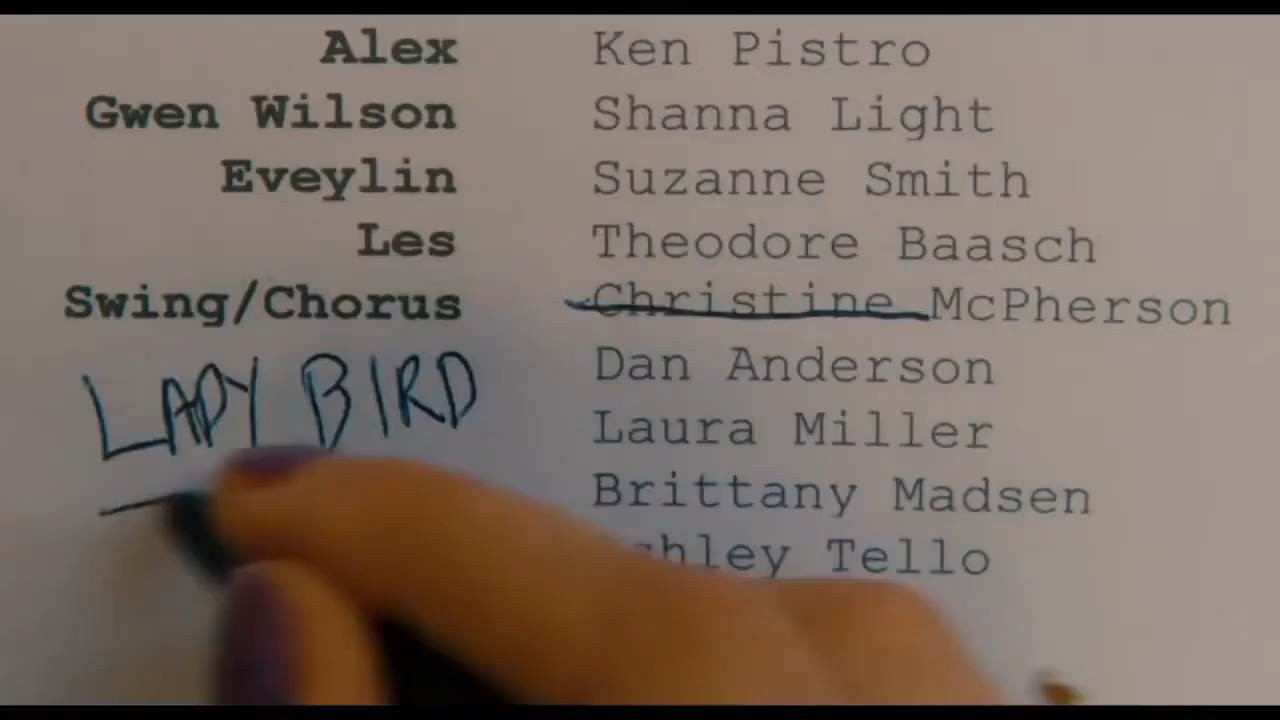 Alex Ken Pistro
Gwen Wilson Shanna Light
Eveylin Suzanne Smith
Les Theodore Baasch
Swing/Chorus Christine McPherson
LADY BIRD Dan Anderson
Laura Miller
Brittany Madsen
Tello